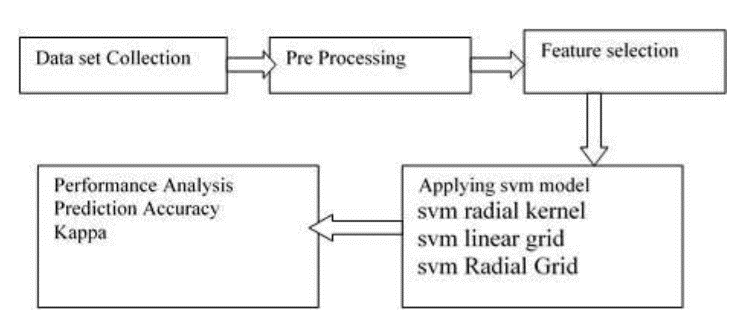 Data set Collection
Pre Processing
Feature selection
Applying svm model
svm radial kernel
svm linear grid
svm Radial Grid
Performance Analysis
Prediction Accuracy
Kappa